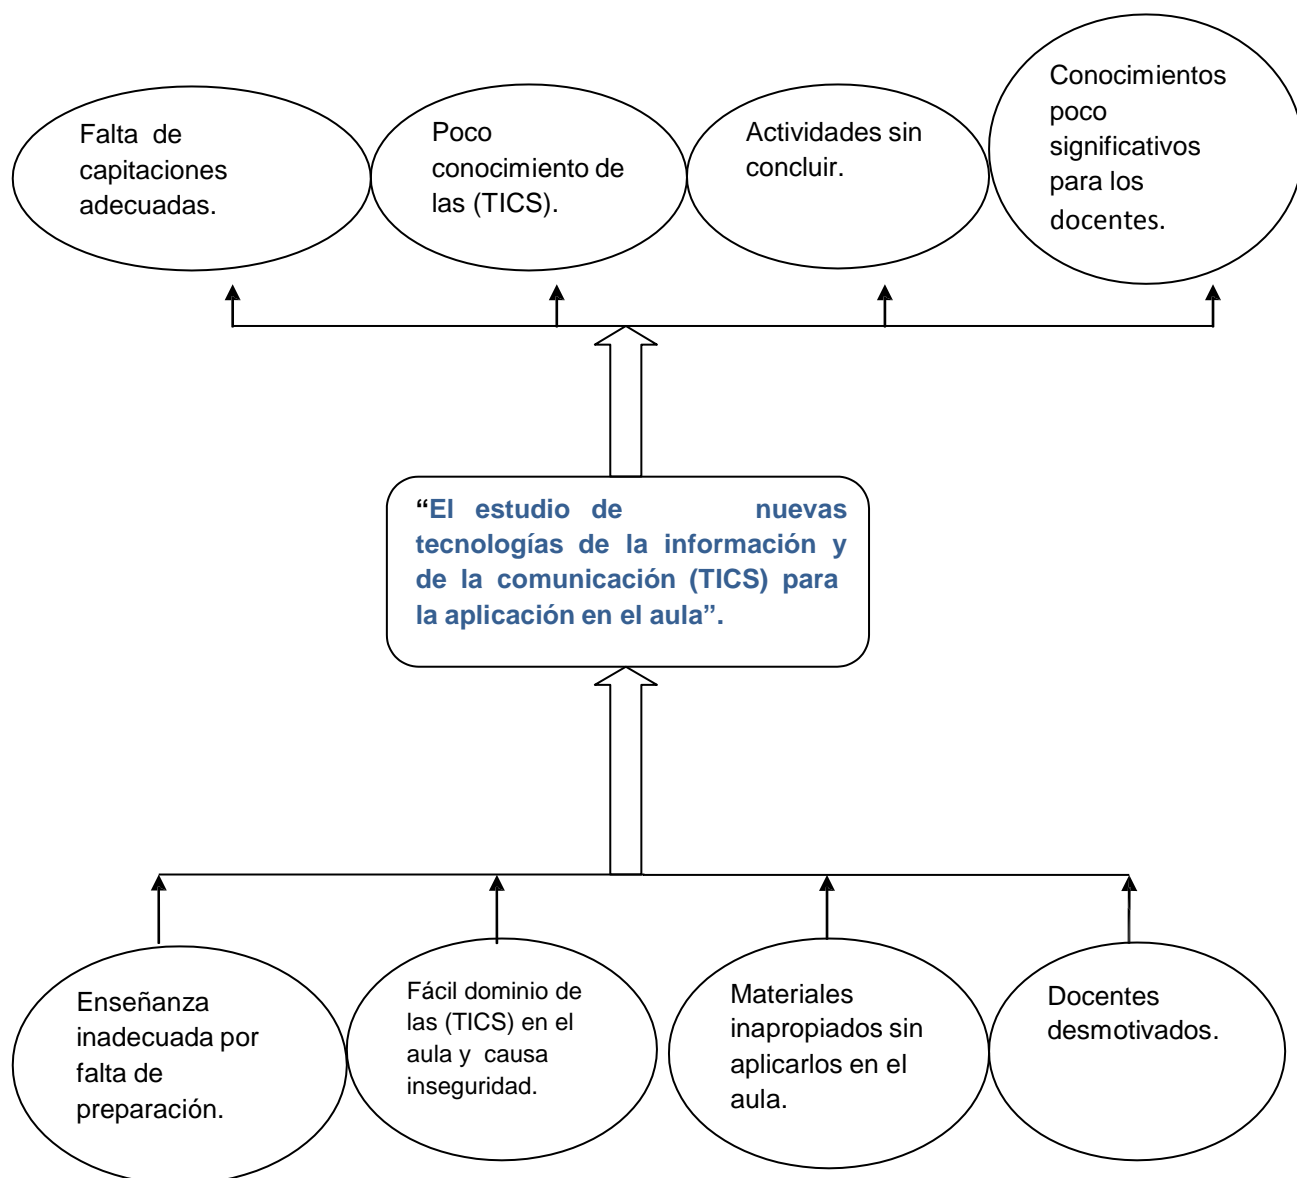 Falta de
capitaciones
adecuadas.
Poco
conocimiento de
las (TICS).
Actividades sin
concluir.
Conocimientos
poco
significativos
para los
docentes.
“El estudio de nuevas
tecnologías de la información y
de la comunicación (TICS) para
la aplicación en el aula”.
Enseñanza
inadecuada por
falta de
preparación.
Fácil dominio de
las (TICS) en el
aula y causa
inseguridad.
Materiales
inapropiados sin
aplicarlos en el
aula.
Docentes
desmotivados.